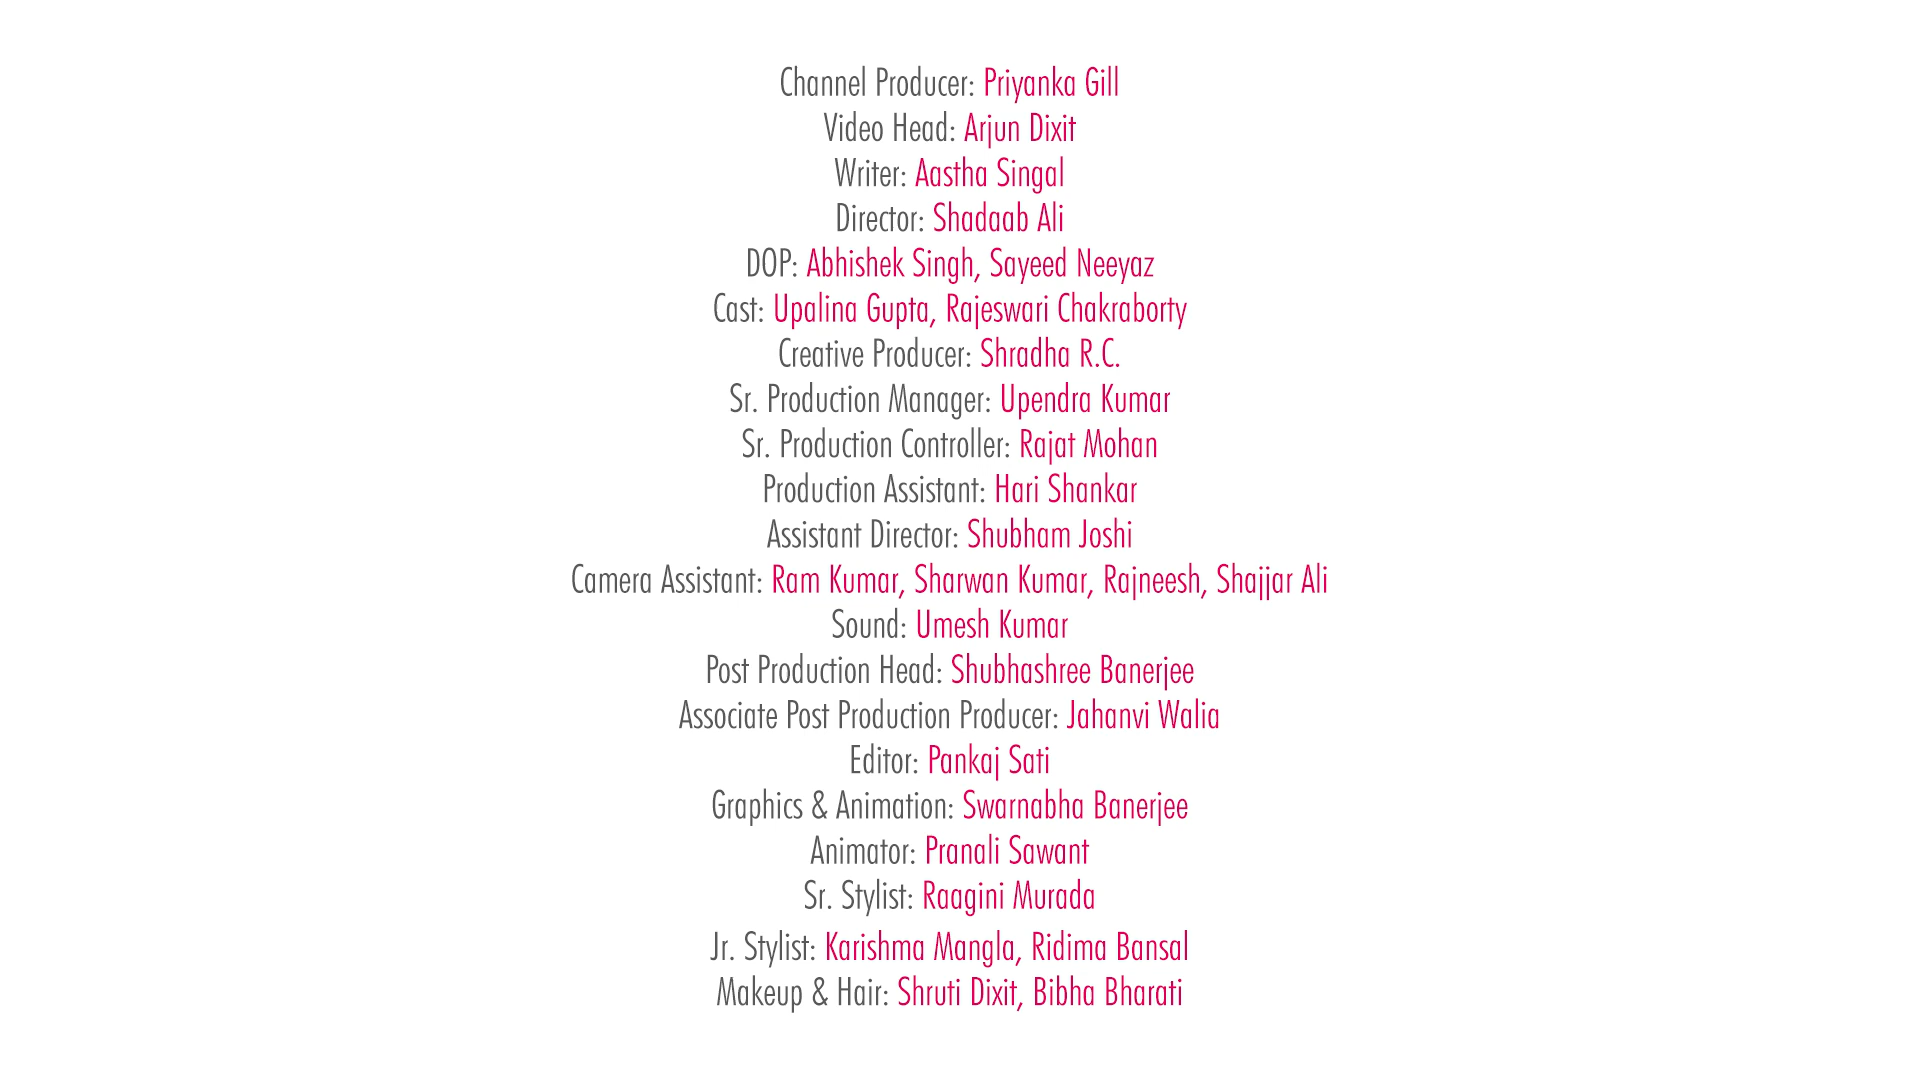 Channel Producer: Priyanka Gill
Video Head: Arjun Dixit
Writer: Aastha Singal
Director: Shadaab Ali
DOP: Abhishek Singh, Sayeed Neeyaz
Cast: Upalina Gupta, Rajeswari Chakraborty
Creative Producer: Shradha R.C.
Sr. Production Manager: Upendra Kumar
Sr. Production Controller: Rajat Mohan
Production Assistant: Hari Shankar
Assistant Director: Shubham Joshi
Camera Assistant: Ram Kumar, Sharwan Kumar, Rajneesh, Shajjar Ali
Sound: Umesh Kumar
Post Production Head: Shubhashree Banerjee
Associate Post Production Producer: Jahanvi Walia
Editor: Pankaj Sati
Graphics & Animation: Swarnabha Banerjee
Animator: Pranali Sawant
Sr. Stylist: Raagini Murada
Jr. Stylist: Karishma Mangla, Ridima Bansal
Makeup & Hair: Shruti Dixit, Bibha Bharati